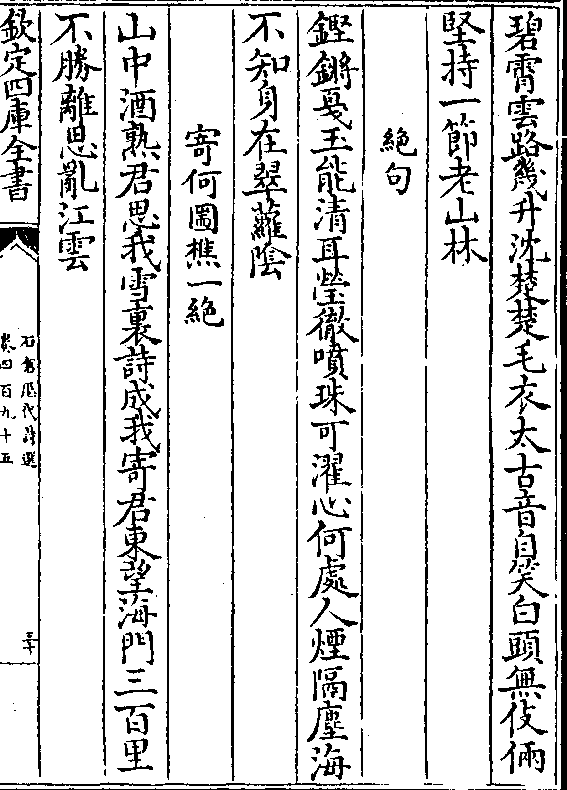 碧霄雲路幾升沈楚楚毛衣太古音自笑白頭無伎倆
堅持一節老山林
絶句
鏗鏘戛玉能清耳瑩徹噴珠可濯心何處人煙隔塵海
不知身在翠蘿陰
寄何圖樵一絶
山中酒熟君思我雪裏詩成我寄君東望海門三百里
不勝離思亂江雲
欽定四庫全書
石倉歴代詩選
卷四百九十五
三十